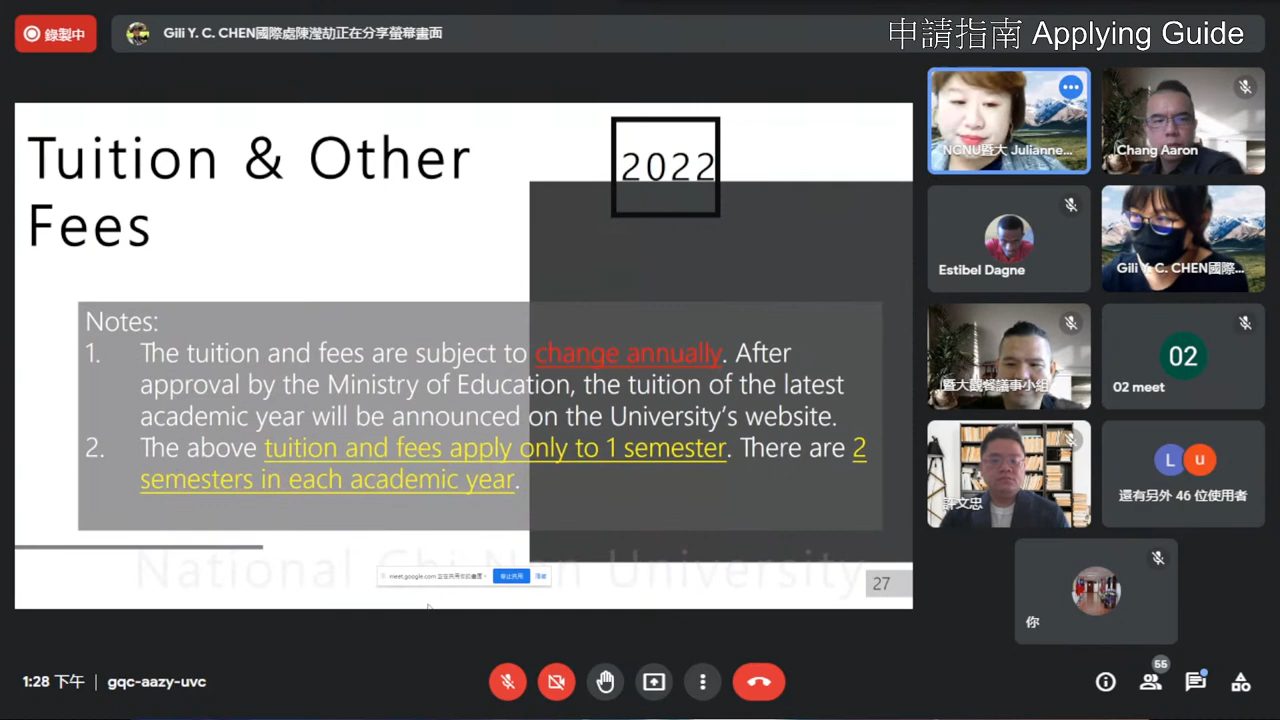 錄製中
Gili Y. C. CHEN國際處陳瀅劼正在分享螢幕畫面
申請指南 Applying Guide
Tuition & Other
Fees
2022
Notes:
1. The tuition and fees are subject to change annually. After
approval by the Ministry of Education, the tuition of the latest
academic year will be announced on the University's website.
2. The above tuition and fees apply only to 1 semester. There are 2
semesters in each academic year.
National Chi Nan University
meet.google.com 正在共用你的畫面。
停止共用
隱藏
27
NCNU暨大 Julianne...
Chang Aaron
Estibel Dagne
Gili Y. C. CHEN國際...
暨大觀餐議事小組
02
02 meet
許文忠
L
u
還有另外 46 位使用者
你
1:28 下午 | gqc-aazy-uvc
55